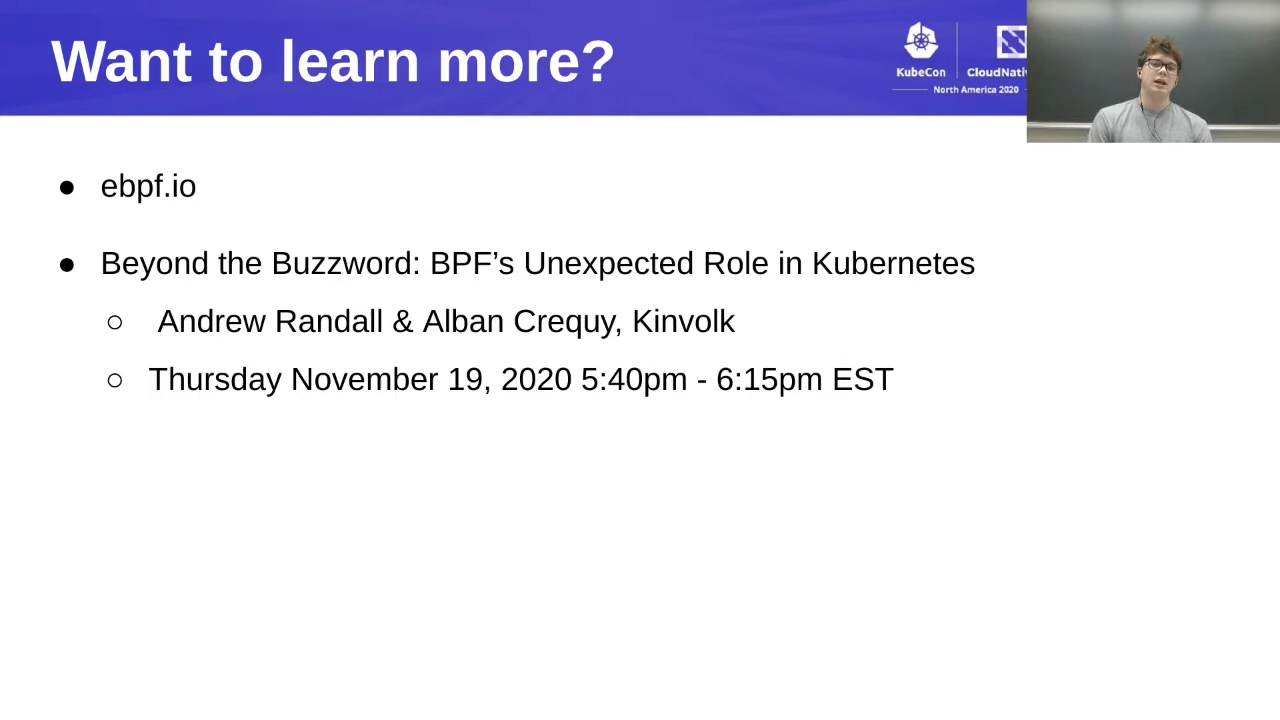 Want to learn more?
KubeCon
North America 2020
● ebpf.io
● Beyond the Buzzword: BPF’s Unexpected Role in Kubernetes
○ Andrew Randall & Alban Crequy, Kinvolk
○ Thursday November 19, 2020 5:40pm - 6:15pm EST